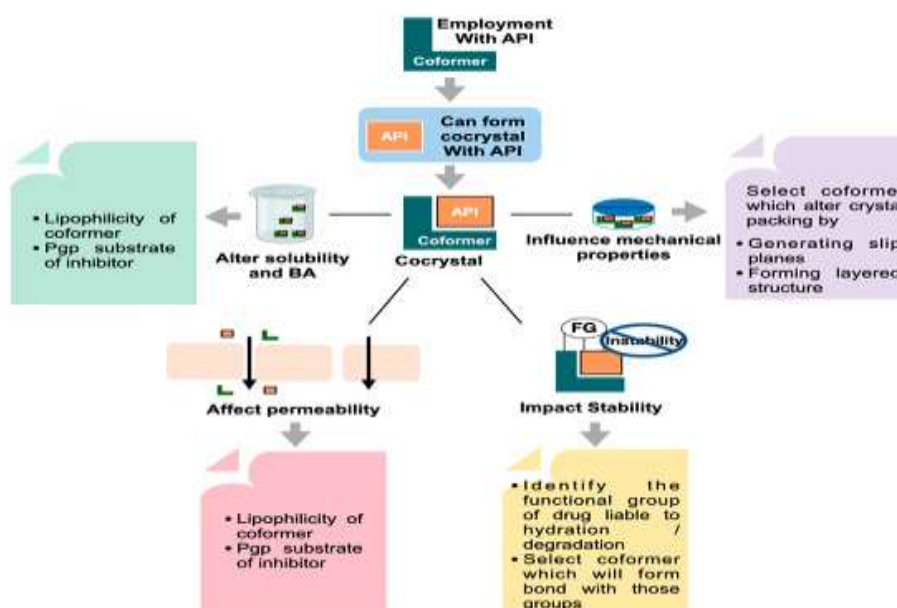 Employment
With API
Coformer
API
Can form
cocrystal
With API
• Lipophilicity of
coformer
• Pgp substrate
of inhibitor
Alter solubility
and BA
API
Coformer
Cocrystal
Influence mechanical
properties
Select coformer
which alter crystal
packing by
• Generating slip
planes
• Forming layered
structure
Affect permeability
FG
Instability
Impact Stability
• Lipophilicity of
coformer
• Pgp substrate
of inhibitor
• Identify the
functional group
of drug liable to
hydration /
degradation
• Select coformer
which will form
bond with those
groups